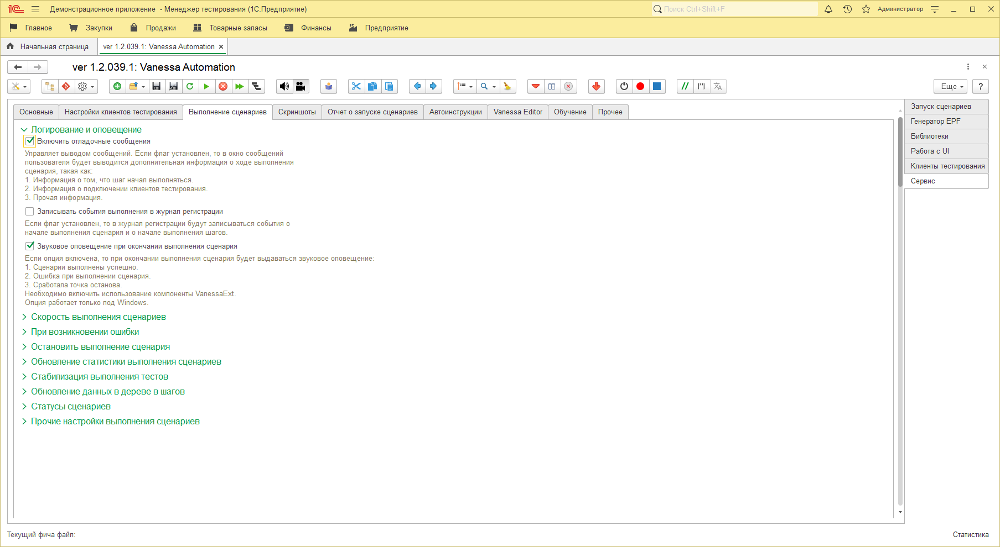 Демонстрационное приложение - Менеджер тестирования (1С:Предприятие)
Поиск Ctrl+Shift+F
Администратор
Главное
Закупки
Продажи
Товарные запасы
Финансы
Предприятие
Начальная страница
ver 1.2.039.1: Vanessa Automation
ver 1.2.039.1: Vanessa Automation
Еще
?
Основные
Настройки клиентов тестирования
Выполнение сценариев
Скриншоты
Отчет о запуске сценариев
Автоинструкции
Vanessa Editor
Обучение
Прочее
Запуск сценариев
Генератор EPF
Библиотеки
Работа с UI
Клиенты тестирования
Сервис
Логирование и оповещение
Включить отладочные сообщения
Управляет выводом сообщений. Если флаг установлен, то в окно сообщений
пользователя будет выводится дополнительная информация о ходе выполнения
сценария, такая как:
1. Информация о том, что шаг начал выполняться.
2. Информация о подключении клиентов тестирования.
3. Прочая информация.
Записывать события выполнения в журнал регистрации
Если флаг установлен, то в журнал регистрации будут записываться события о
начале выполнения сценария и о начале выполнения шагов.
Звуковое оповещение при окончании выполнения сценария
Если опция включена, то при окончании выполнения сценария будет выдаваться звуковое оповещение:
1. Сценарии выполнены успешно.
2. Ошибка при выполнении сценария.
3. Сработала точка останова.
Необходимо включить использование компоненты VanessaExt.
Опция работает только под Windows.
Скорость выполнения сценариев
При возникновении ошибки
Остановить выполнение сценария
Обновление статистики выполнения сценариев
Стабилизация выполнения тестов
Обновление данных в дереве в шагов
Статусы сценариев
Прочие настройки выполнения сценариев
Текущий фича файл:
Статистика